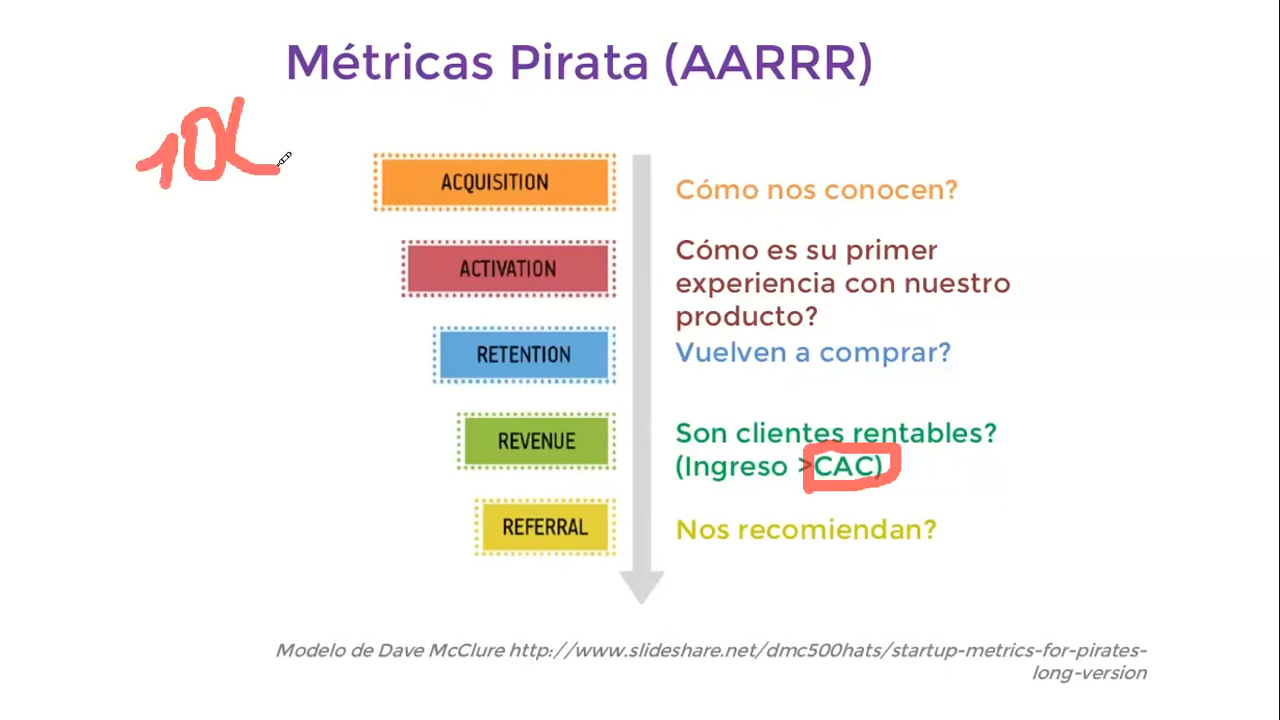 Métricas Pirata (AARRR)
ACQUISITION
Cómo nos conocen?
ACTIVATION
Cómo es su primer
experiencia con nuestro
producto?
RETENTION
Vuelven a comprar?
REVENUE
Son clientes rentables?
(Ingreso >CAC)
REFERRAL
Nos recomiendan?
Modelo de Dave McClure http://www.slideshare.net/dmc500hats/startup-metrics-for-pirates-
long-version